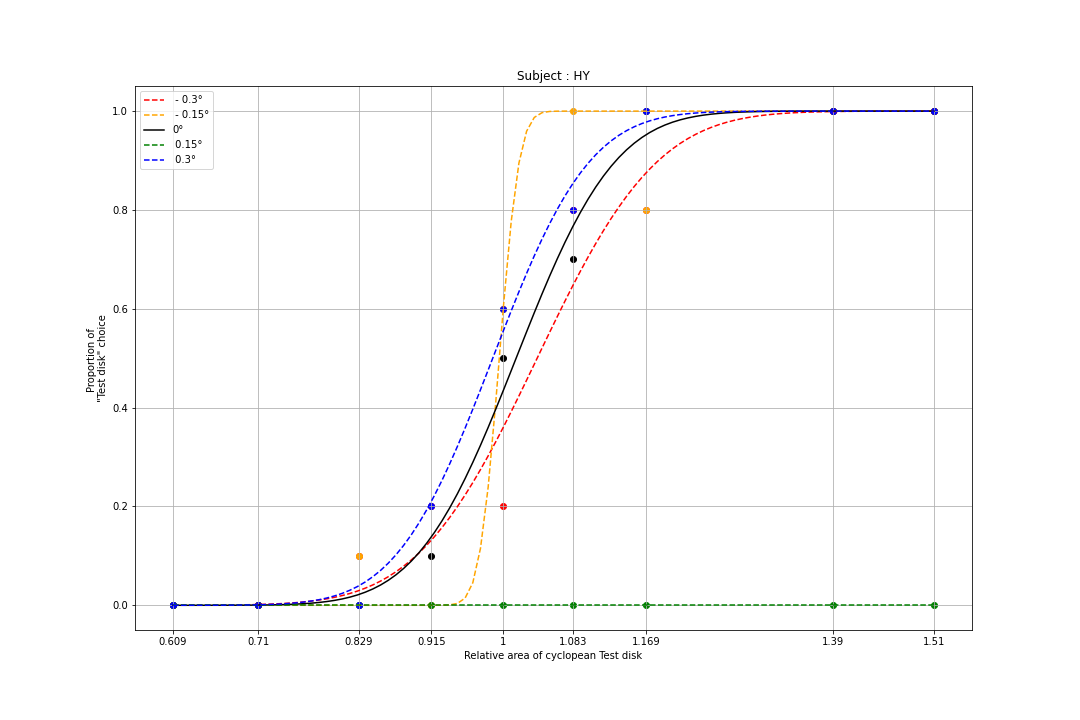 Subject : HY
- 0.3°
- 0.15°
0°
0.15°
0.3°
1.0
0.8
0.6
0.4
0.2
0.0
Proportion of
"Test disk" choice
0.609 0.71 0.829 0.915 1 1.083 1.169 1.39 1.51
Relative area of cyclopean Test disk